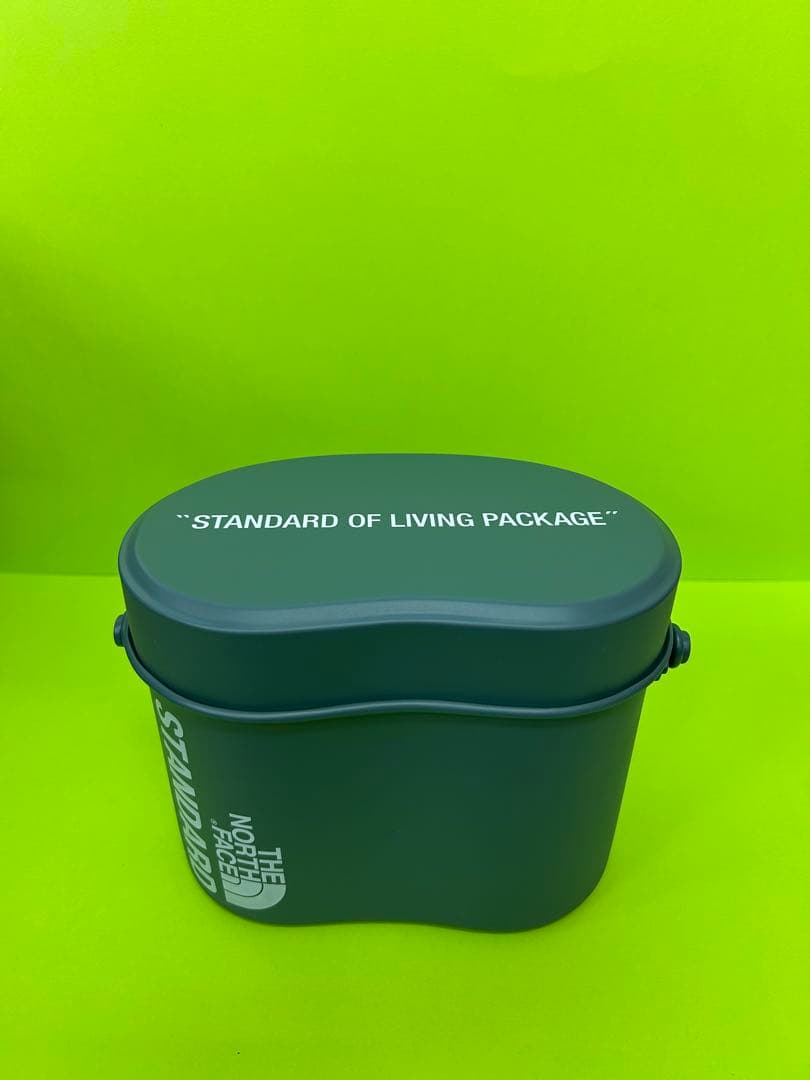 "STANDARD OF LIVING PACKAGE"
STANDARD
THE
NORTH
FACE®